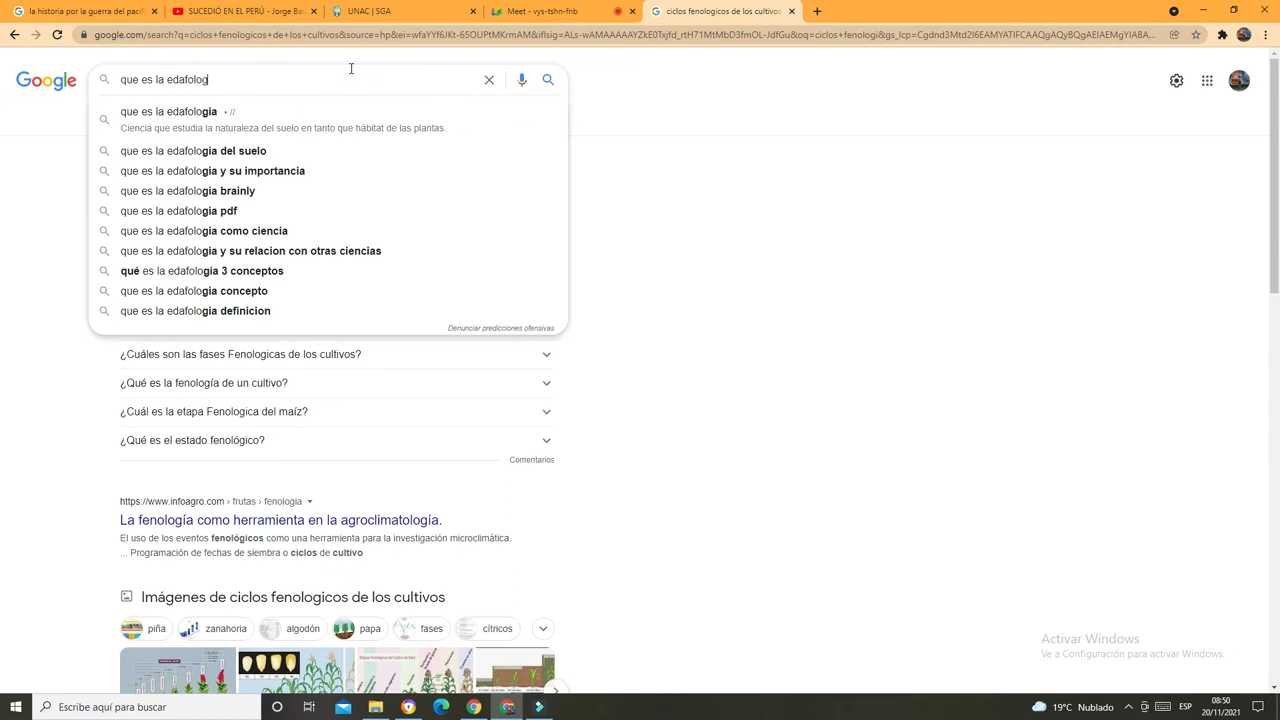 la historia por la guerra del pacifi
SUCEDIÓ EN EL PERÚ - Jorge Bas
UNAC | SGA
Meet - vys-tshn-fnb
ciclos fenologicos de los cultivos
google.com/search?q=ciclos+fenologicos+de+los+cultivos&source=hp&ei=wfaYYf6JKt-65OUPtMKrmAM&iflsig=ALs-wAMAAAAAYZkE0Txjfd_rtH71MtMbD3fmOL-JdfGu&oq=ciclos+fenologi&gs_lcp=Cgdnd3Mtd2l6EAMYATIFCAAQgAQyBQgAEIAEMgYIABA...
Google
que es la edafolog
que es la edafologia • //
Ciencia que estudia la naturaleza del suelo en tanto que hábitat de las plantas.
que es la edafologia del suelo
que es la edafologia y su importancia
que es la edafologia brainly
que es la edafologia pdf
que es la edafologia como ciencia
que es la edafologia y su relacion con otras ciencias
qué es la edafologia 3 conceptos
que es la edafologia concepto
que es la edafologia definicion
Denunciar predicciones ofensivas
¿Cuáles son las fases Fenologicas de los cultivos?
¿Qué es la fenología de un cultivo?
¿Cuál es la etapa Fenologica del maíz?
¿Qué es el estado fenológico?
Comentarios
https://www.infoagro.com › frutas › fenologia
La fenología como herramienta en la agroclimatología.
El uso de los eventos fenológicos como una herramienta para la investigación microclimática.
... Programación de fechas de siembra o ciclos de cultivo
Imágenes de ciclos fenologicos de los cultivos
piña
zanahoria
algodón
papa
fases
cítricos
Activar Windows
Ve a Configuración para activar Windows.
Escribe aquí para buscar
19°C Nublado
ESP
08:50
20/11/2021